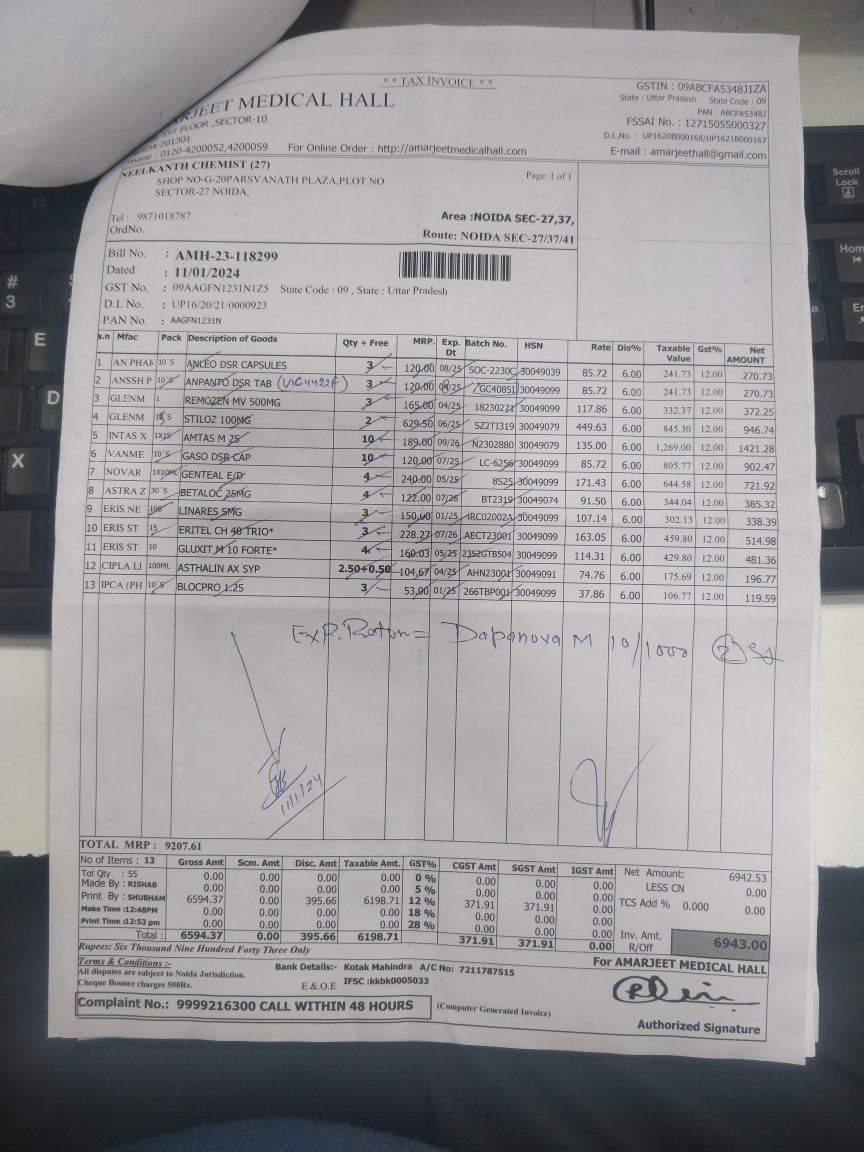 * * TAX INVOICE * *
GSTIN : 09ABCFA5348J1ZA
State : Uttar Pradesh State Code : 09
PAN : ABCFA5348J
ARJEET MEDICAL HALL
1ST FLOOR ,SECTOR-10
FSSAI No. : 12715055000327
-201301
D.L.No. : UP1620B000168/UP1621B000167
Phone : 0120-4200052,4200059 For Online Order : http://amarjeetmedicalhall.com
E-mail : amarjeethall@gmail.com
NEELKANTH CHEMIST (27)
Page: 1 of 1
SHOP NO-G-20PARSVANATH PLAZA,PLOT NO
SECTOR-27 NOIDA,
Tel : 9871018787
Area :NOIDA SEC-27,37,
OrdNo.
Route: NOIDA SEC-27/37/41
Bill No. : AMH-23-118299
Dated : 11/01/2024
GST No. : 09AAGFN1231N1Z5 State Code : 09 , State : Uttar Pradesh
D.L No. : UP16/20/21/0000923
PAN No. : AAGFN1231N
s.n Mfac Pack Description of Goods Qty + Free MRP. Exp. Dt Batch No. HSN Rate Dis% Taxable Value Gst% Net AMOUNT
1 AN PHAR 10`S ANLEO DSR CAPSULES 3 120.00 08/25 SOC-2230C 30049039 85.72 6.00 241.73 12.00 270.73
2 ANSSH P 10`S ANPANTO DSR TAB (UC4422F) 3 120.00 /25 GC40851 30049099 85.72 6.00 241.73 12.00 270.73
3 GLENM 1 REMOZEN MV 500MG 3 165.00 04/25 18230271 30049099 117.86 6.00 332.37 12.00 372.25
4 GLENM S STILOZ 100MG 2 629.50 06/25 SZ2TI319 30049079 449.63 6.00 845.30 12.00 946.74
5 INTAS X 1X15 AMTAS M 25 10 189.00 09/26 N2302880 30049079 135.00 6.00 1,269.00 12.00 1421.28
6 VANME 10`S GASO DSR CAP 10 120.00 07/25 LC-6256 30049099 85.72 6.00 805.77 12.00 902.47
7 NOVAR 1X10ML GENTEAL E/D 4 240.00 05/25 8S25 30049099 171.43 6.00 644.58 12.00 721.92
8 ASTRA Z 30`S BETALOC 25MG 4 122.00 07/26 BT2319 30049074 91.50 6.00 344.04 12.00 385.32
9 ERIS NE 10S LINARES 5MG 3 150.00 01/25 ARC02002A 30049099 107.14 6.00 302.13 12.00 338.39
10 ERIS ST 15 ERITEL CH 40 TRIO* 3 228.27 07/26 AECT23001 30049099 163.05 6.00 459.80 12.00 514.98
11 ERIS ST 10 GLUXIT M 10 FORTE* 4 160.03 05/25 23S2GTB504 30049099 114.31 6.00 429.80 12.00 481.36
12 CIPLA LI 100ML ASTHALIN AX SYP 2.50+0.50 104.67 04/25 AHN23001 30049091 74.76 6.00 175.69 12.00 196.77
13 IPCA (PH 10`S BLOCPRO 1.25 3 53.00 01/25 266TBP001 30049099 37.86 6.00 106.77 12.00 119.59
Exp. Return = Dapanova M 10/1000 2
11/1/24
TOTAL MRP : 9207.61
No of Items : 13 Gross Amt Scm. Amt Disc. Amt Taxable Amt. GST% CGST Amt SGST Amt IGST Amt Net Amount: 6942.53
Tot Qty : 55 0.00 0.00 0.00 0.00 0 % 0.00 0.00 0.00 LESS CN 0.00
Made By : RISHAB 0.00 0.00 0.00 0.00 5 % 0.00 0.00 0.00
Print By : SHUBHAM 6594.37 0.00 395.66 6198.71 12 % 371.91 371.91 0.00 TCS Add % 0.000 0.00
Make Time :12:48PM 0.00 0.00 0.00 0.00 18 % 0.00 0.00 0.00
Print Time :12:53 pm 0.00 0.00 0.00 0.00 28 % 0.00 0.00 0.00 Inv. Amt.
Total : 6594.37 0.00 395.66 6198.71 371.91 371.91 0.00 R/Off 6943.00
Rupees: Six Thousand Nine Hundred Forty Three Only
For AMARJEET MEDICAL HALL
Terms & Conditions :-
All disputes are subject to Noida Jurisdiction.
Cheque Bounce charges 500Rs.
Bank Details:- Kotak Mahindra A/C No: 7211787515
E.& O.E. IFSC :kkbk0005033
Complaint No.: 9999216300 CALL WITHIN 48 HOURS
(Computer Generated Invoice)
Authorized Signature
F2
#
3
E
D
X
Scroll
Lock
Home